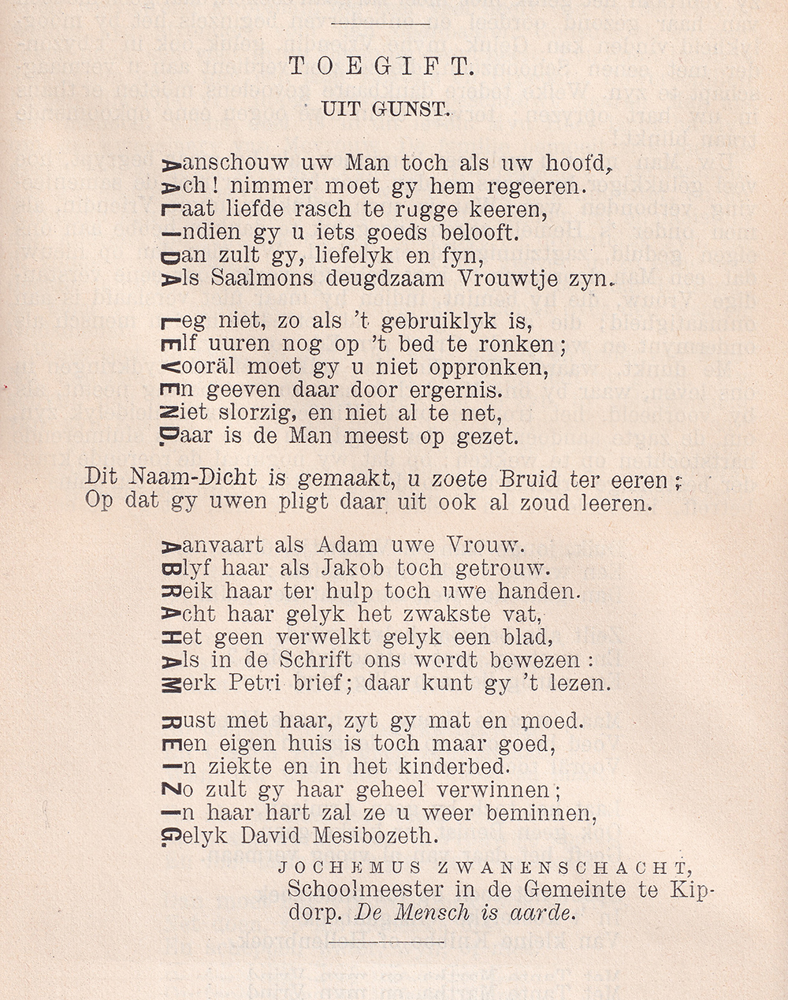 TOEGIFT.
UIT GUNST.
Aanschouw uw Man toch als uw hoofd,
Ach! nimmer moet gy hem regeeren.
Laat liefde rasch te rugge keeren,
Indien gy u iets goeds belooft.
Dan zult gy, liefelyk en fyn,
Als Saalmons deugdzaam Vrouwtje zyn.
Leg niet, zo als 't gebruiklyk is,
Elf uuren nog op 't bed te ronken;
Vooräl moet gy u niet oppronken,
En geeven daar door ergernis.
Niet slorzig, en niet al te net,
Daar is de Man meest op gezet.
Dit Naam-Dicht is gemaakt, u zoete Bruid ter eeren;
Op dat gy uwen pligt daar uit ook al zoud leeren.
Aanvaart als Adam uwe Vrouw.
Blyf haar als Jakob toch getrouw.
Reik haar ter hulp toch uwe handen.
Acht haar gelyk het zwakste vat,
Het geen verwelkt gelyk een blad,
Als in de Schrift ons wordt bewezen:
Merk Petri brief; daar kunt gy 't lezen.
Rust met haar, zyt gy mat en moed.
Een eigen huis is toch maar goed,
In ziekte en in het kinderbed.
Zo zult gy haar geheel verwinnen;
In haar hart zal ze u weer beminnen,
Gelyk David Mesibozeth.
JOCHEMUS ZWANENSCHACHT,
Schoolmeester in de Gemeinte te Kip-
dorp. De Mensch is aarde.